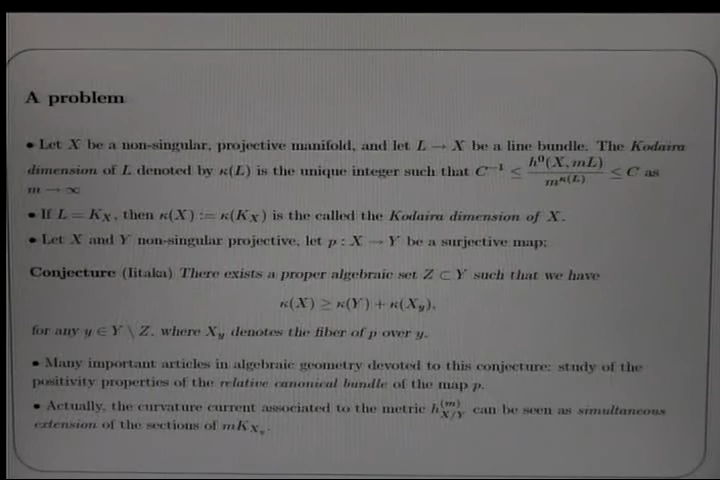 A problem
• Let X be a non-singular, projective manifold, and let L → X be a line bundle. The Kodaira
dimension of L denoted by κ(L) is the unique integer such that C⁻¹ ≤ h⁰(X, mL) / m^κ(L) ≤ C as
m → ∞
• If L = K_X, then κ(X) := κ(K_X) is the called the Kodaira dimension of X.
• Let X and Y non-singular projective, let p : X → Y be a surjective map;
Conjecture (Iitaka) There exists a proper algebraic set Z ⊂ Y such that we have
κ(X) ≥ κ(Y) + κ(X_y),
for any y ∈ Y \ Z, where X_y denotes the fiber of p over y.
• Many important articles in algebraic geometry devoted to this conjecture: study of the
positivity properties of the relative canonical bundle of the map p.
• Actually, the curvature current associated to the metric h_{X/Y}^{(m)} can be seen as simultaneous
extension of the sections of mK_{X_y}.